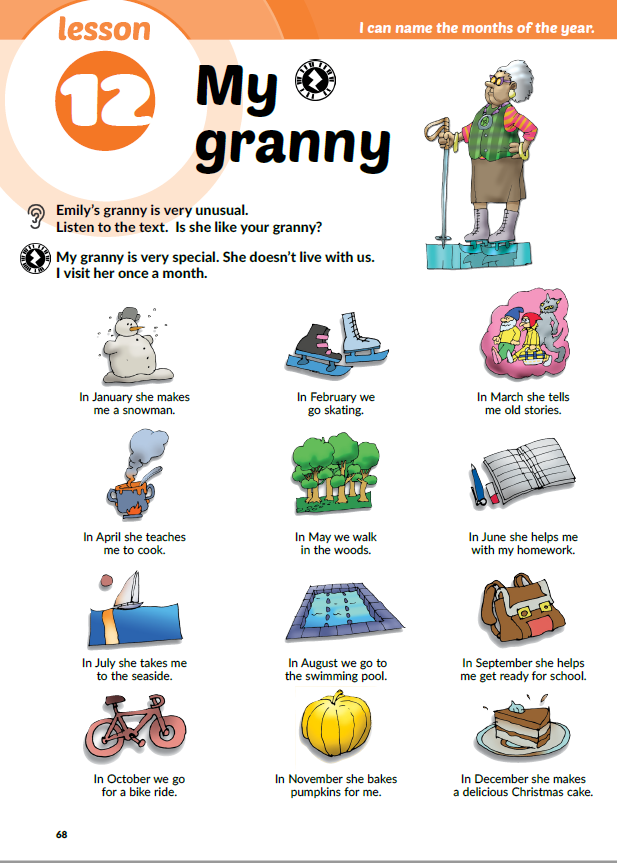 lesson
12
I can name the months of the year.
My
granny
Emily's granny is very unusual.
Listen to the text. Is she like your granny?
My granny is very special. She doesn't live with us.
I visit her once a month.
In January she makes
me a snowman.
In February we
go skating.
In March she tells
me old stories.
In April she teaches
me to cook.
In May we walk
in the woods.
In June she helps me
with my homework.
In July she takes me
to the seaside.
In August we go to
the swimming pool.
In September she helps
me get ready for school.
In October we go
for a bike ride.
In November she bakes
pumpkins for me.
In December she makes
a delicious Christmas cake.
68